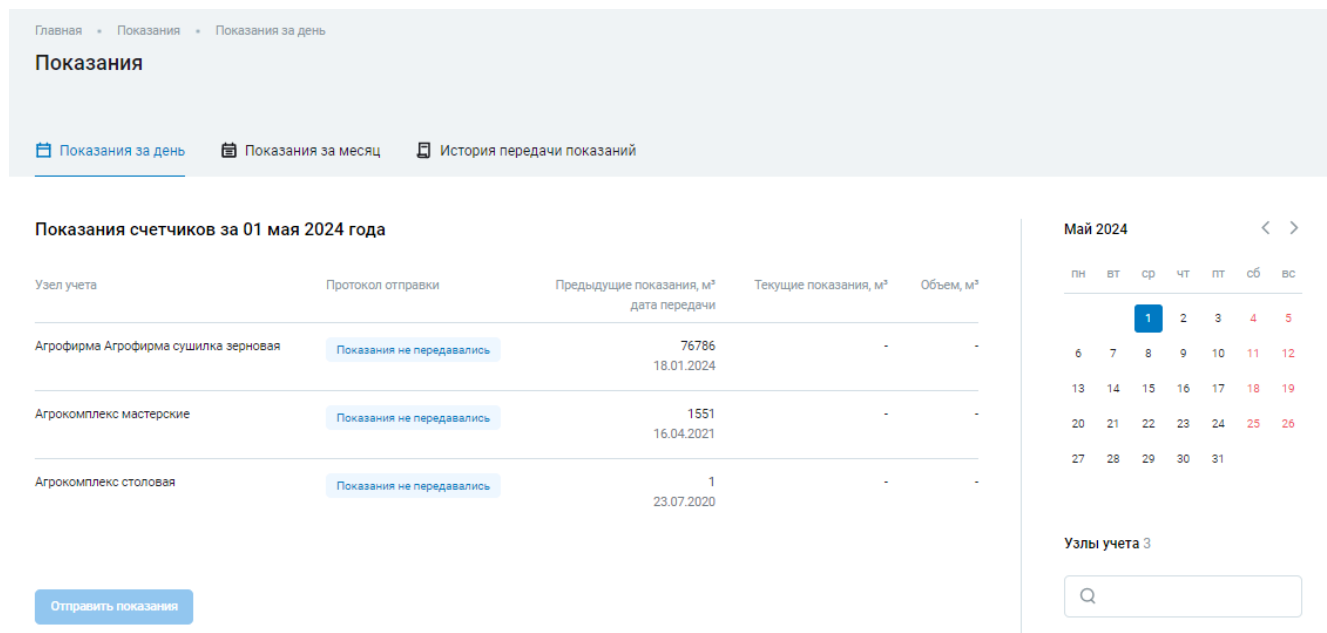 Главная • Показания • Показания за день
Показания
Показания за день Показания за месяц История передачи показаний
Показания счетчиков за 01 мая 2024 года
Узел учета Протокол отправки Предыдущие показания, м³ Текущие показания, м³ Объем, м³
дата передачи
Агрофирма Агрофирма сушилка зерновая Показания не передавались 76786 - -
18.01.2024
Агрокомплекс мастерские Показания не передавались 1551 - -
16.04.2021
Агрокомплекс столовая Показания не передавались 1 - -
23.07.2020
Отправить показания
Май 2024 < >
пн вт ср чт пт сб вс
1 2 3 4 5
6 7 8 9 10 11 12
13 14 15 16 17 18 19
20 21 22 23 24 25 26
27 28 29 30 31
Узлы учета 3